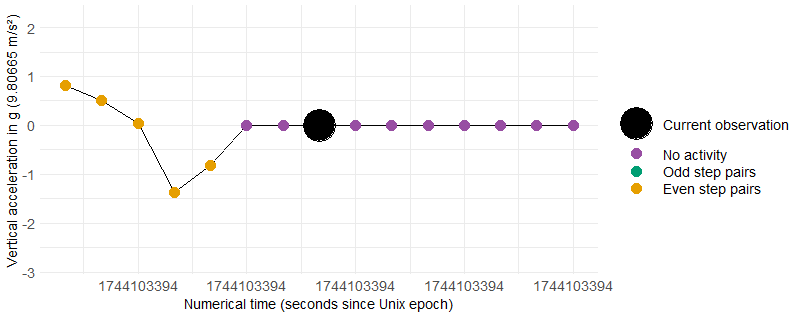 Vertical acceleration in g (9.80665 m/s²)
2
1
0
-1
-2
-3
1744103394 1744103394 1744103394 1744103394 1744103394
Numerical time (seconds since Unix epoch)
Current observation
No activity
Odd step pairs
Even step pairs